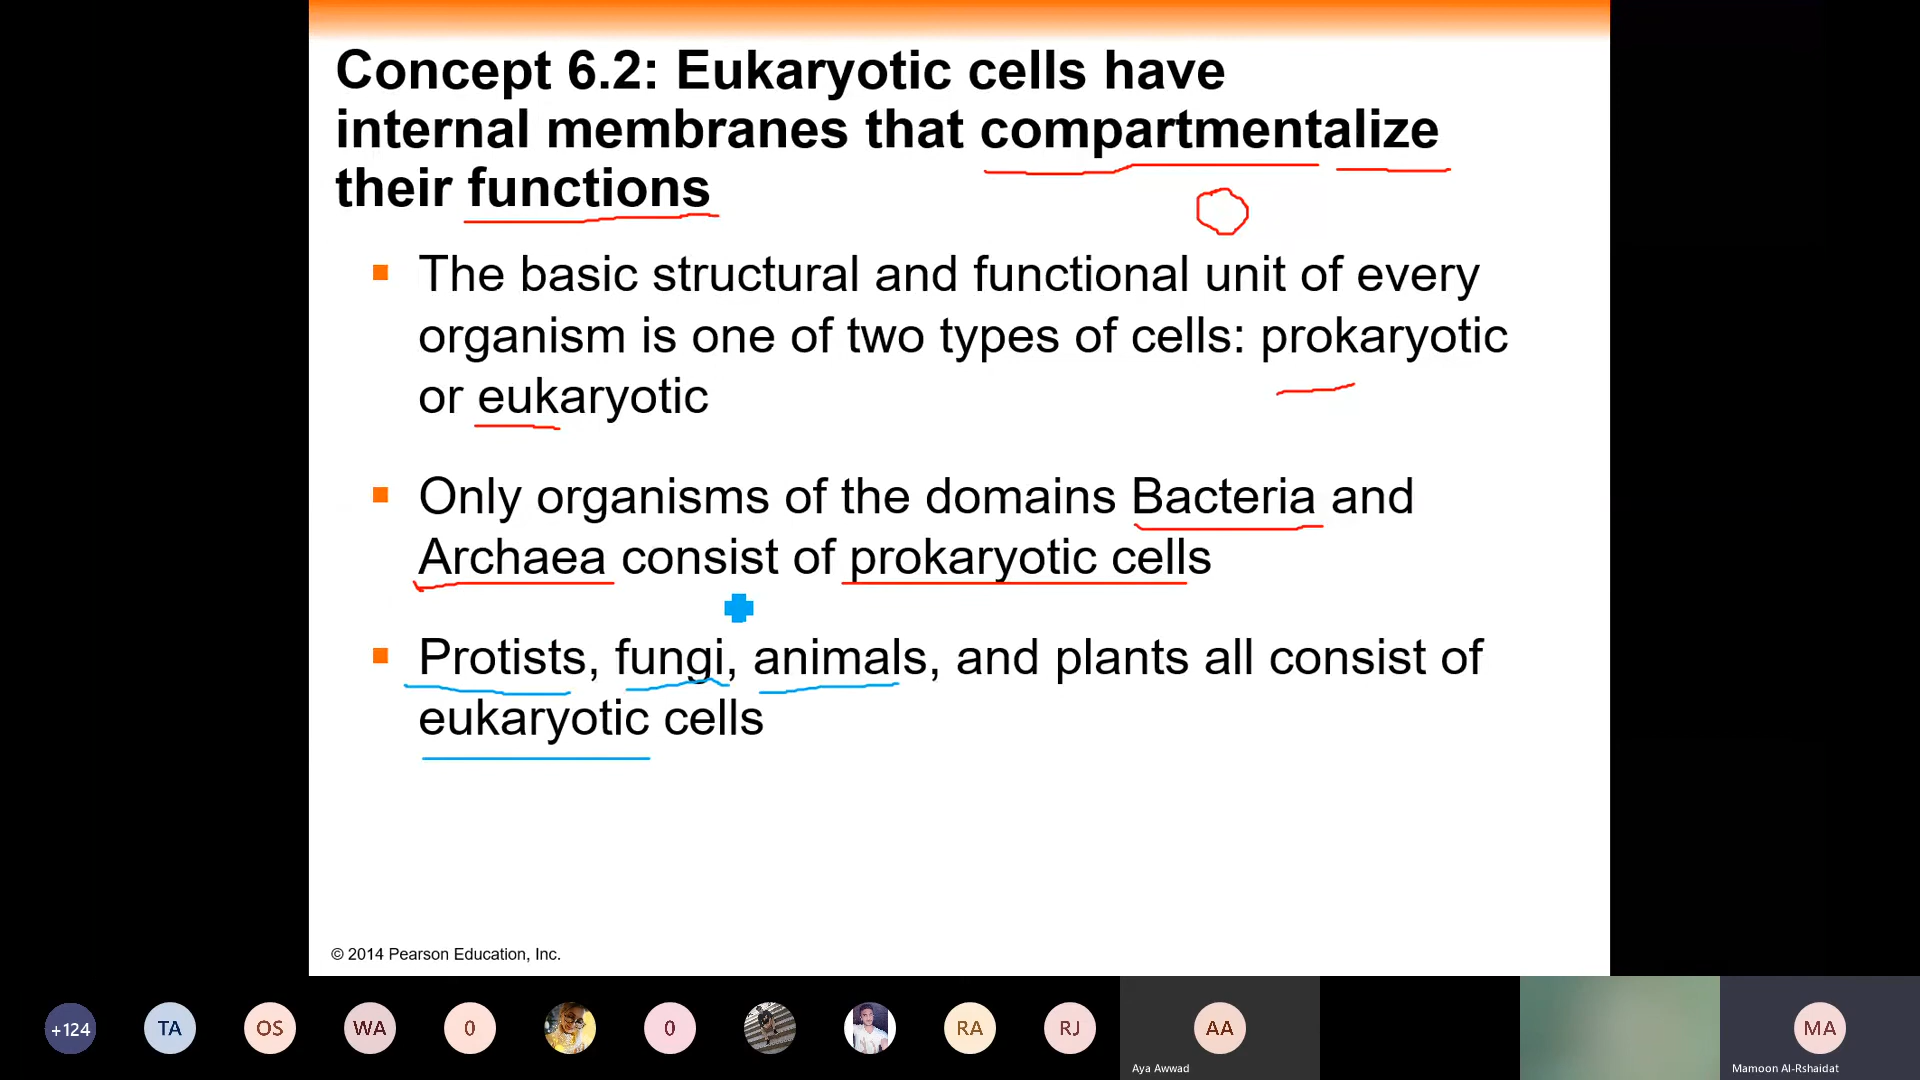 Concept 6.2: Eukaryotic cells have
internal membranes that compartmentalize
their functions
The basic structural and functional unit of every
organism is one of two types of cells: prokaryotic
or eukaryotic
Only organisms of the domains Bacteria and
Archaea consist of prokaryotic cells
Protists, fungi, animals, and plants all consist of
eukaryotic cells
© 2014 Pearson Education, Inc.
+124 TA OS WA 0 0 RA RJ AA MA
Aya Awwad Mamoon Al-Rshaidat